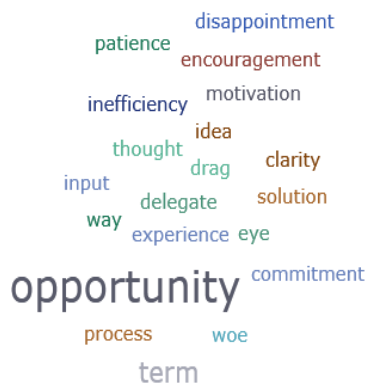 disappointment
patience
encouragement
motivation
inefficiency
idea
thought
clarity
drag
input
solution
delegate
way
experience
eye
commitment
opportunity
process
woe
term